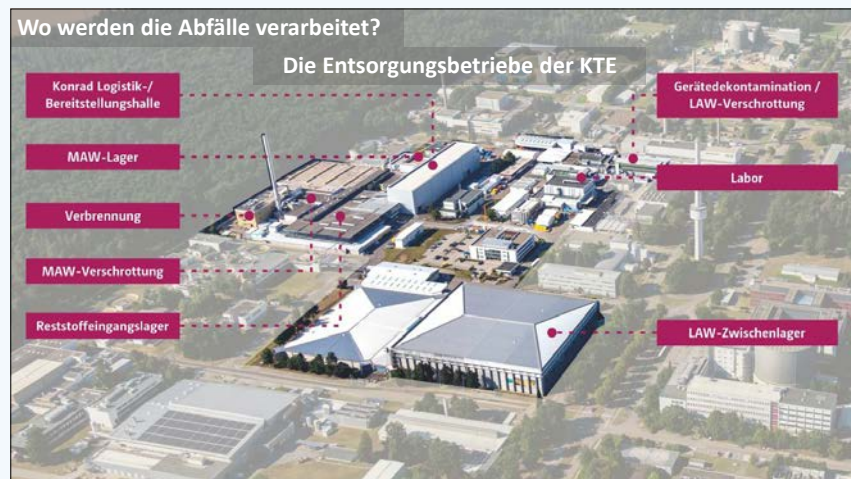 Wo werden die Abfälle verarbeitet?
Die Entsorgungsbetriebe der KTE
Konrad Logistik-/
Bereitstellungshalle
MAW-Lager
Verbrennung
MAW-Verschrottung
Reststoffeingangslager
Gerätedekontamination /
LAW-Verschrottung
Labor
LAW-Zwischenlager